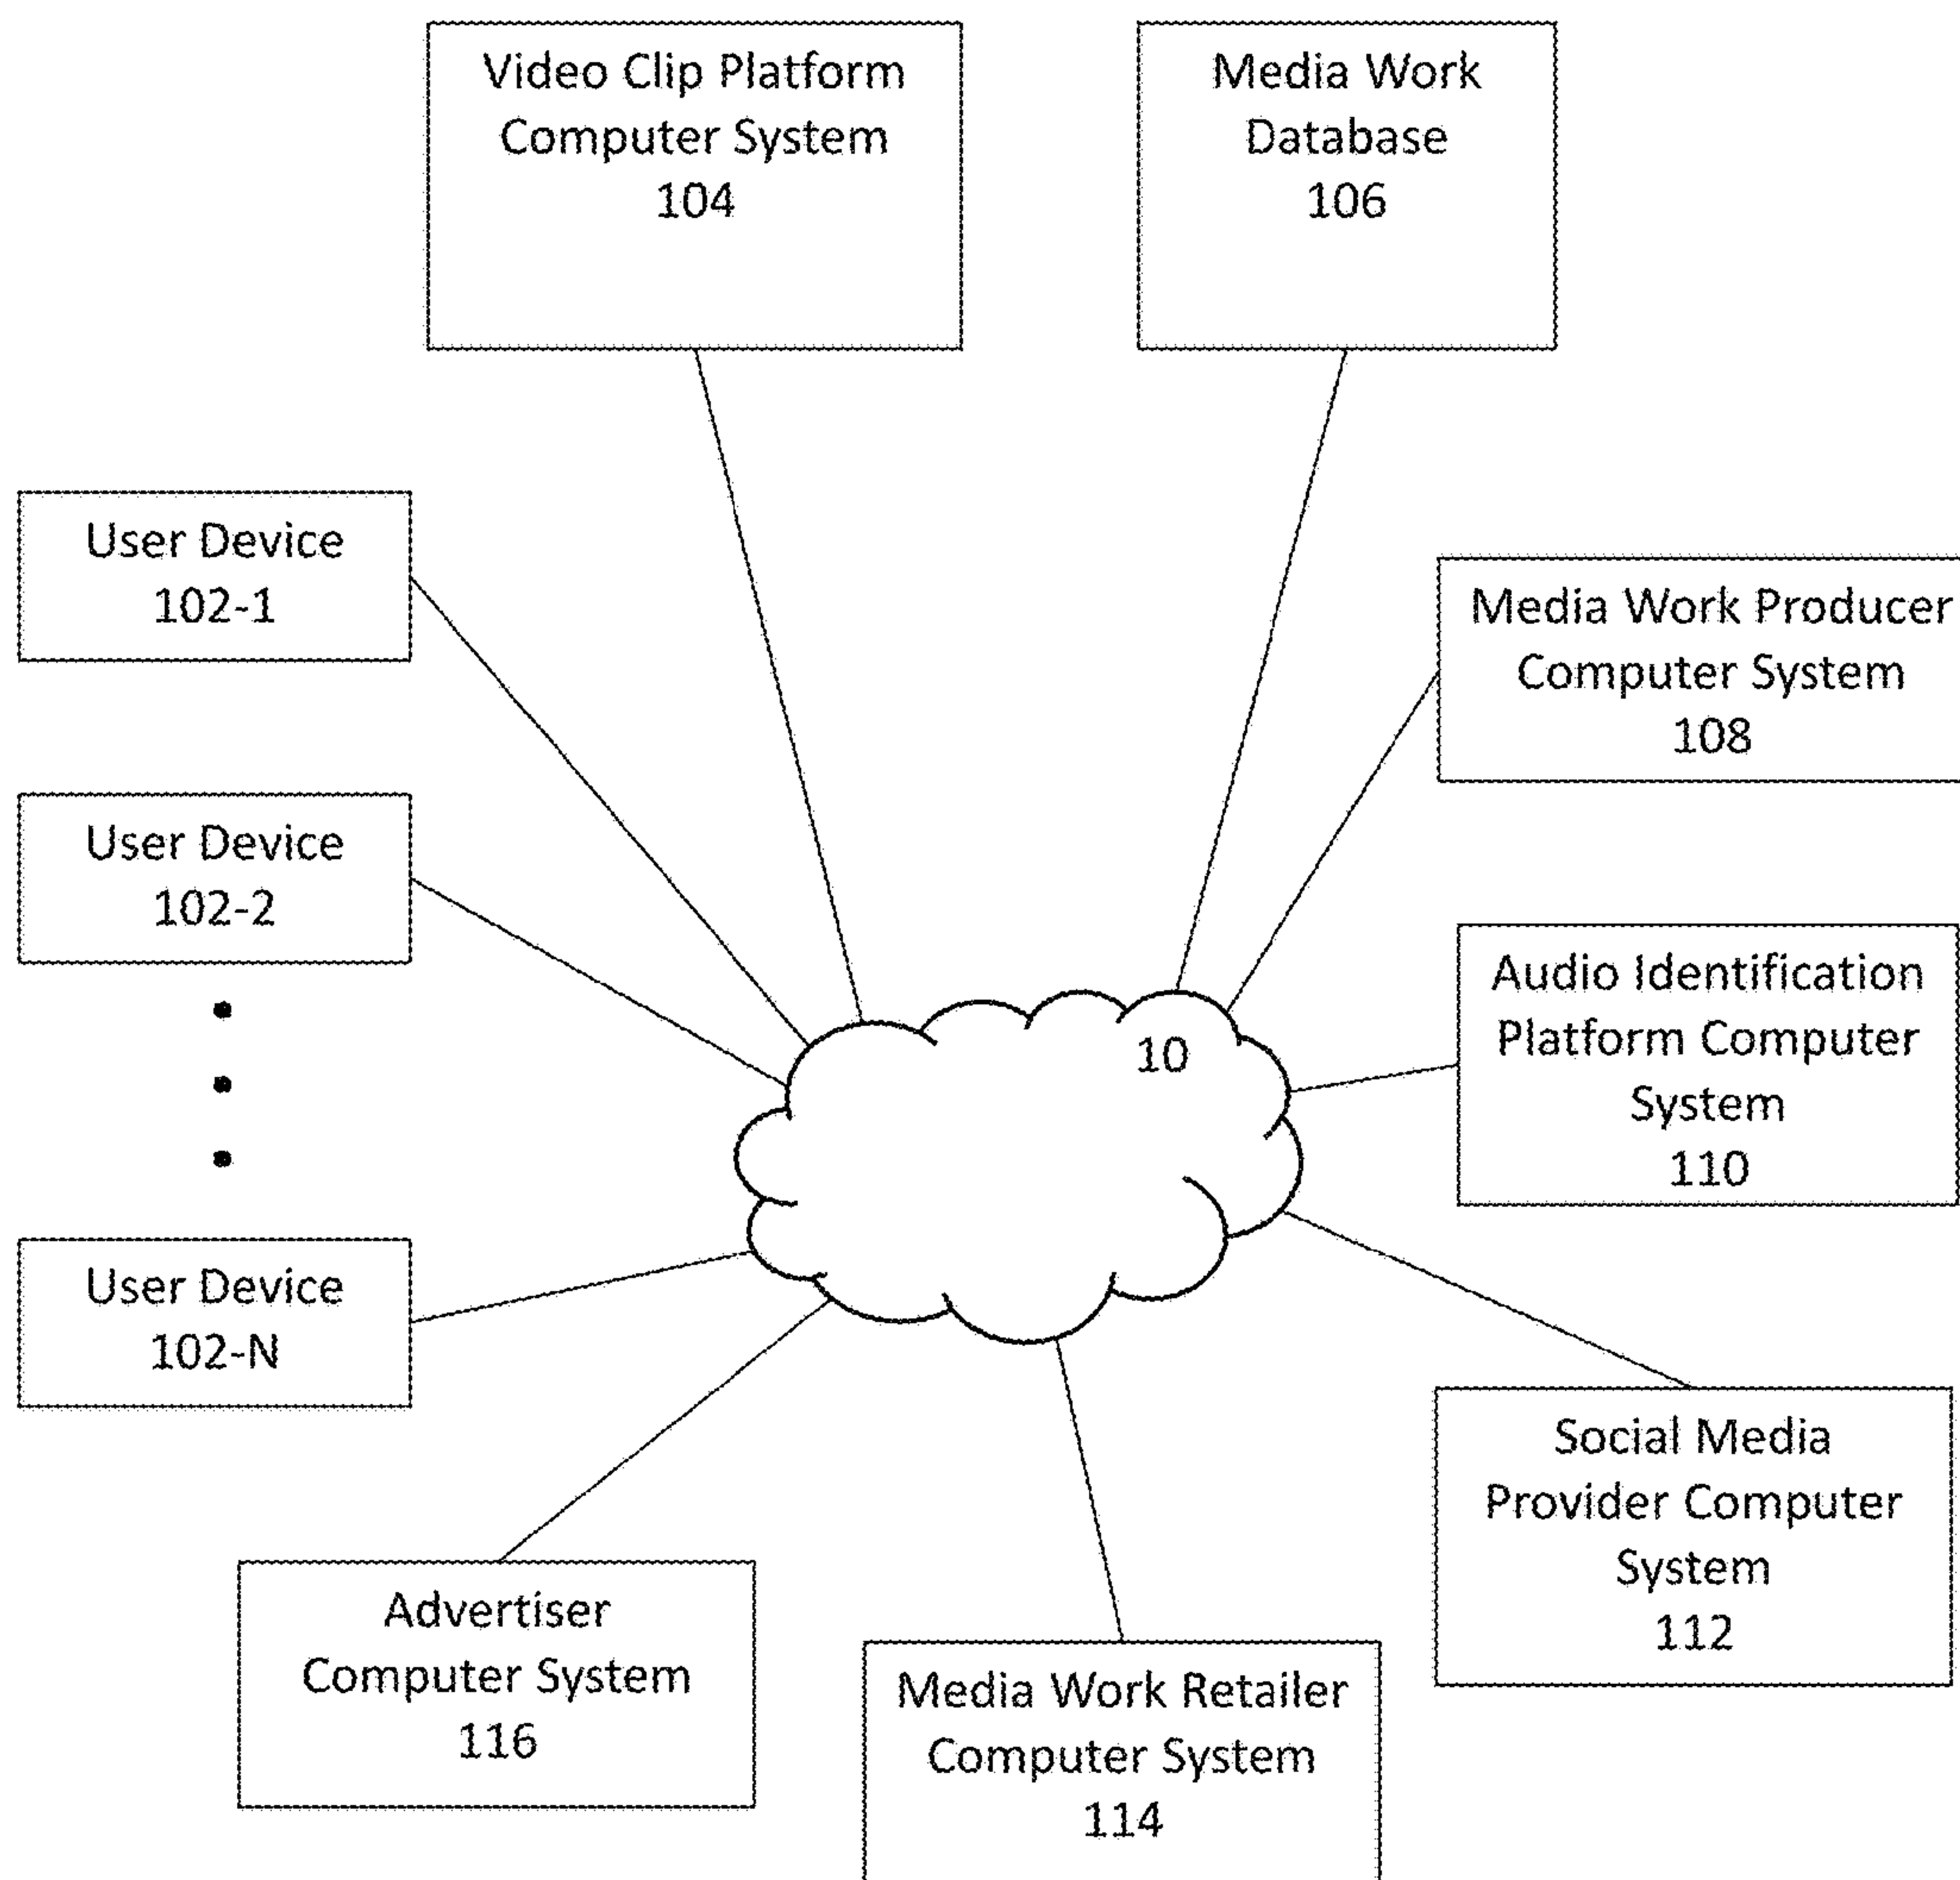 Video Clip Platform
Computer System
104
Media Work
Database
106
User Device
102-1
Media Work Producer
Computer System
108
User Device
102-2
Audio Identification
Platform Computer
System
110
10
User Device
102-N
Social Media
Provider Computer
System
112
Advertiser
Computer System
116
Media Work Retailer
Computer System
114